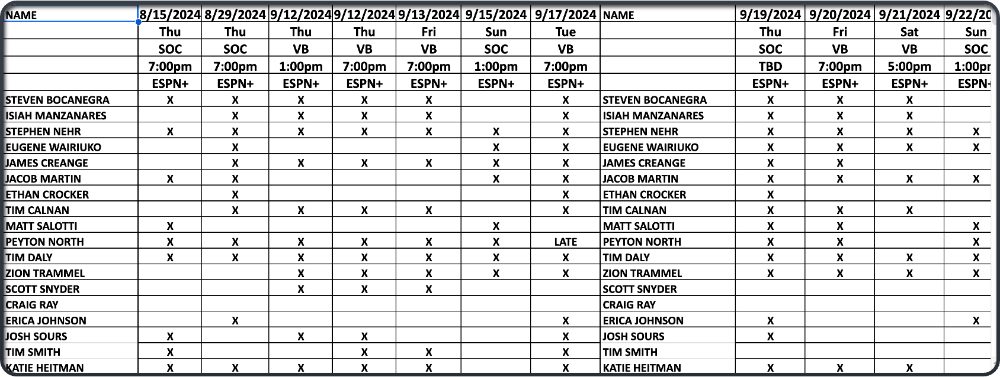 NAME 8/15/2024 8/29/2024 9/12/2024 9/12/2024 9/13/2024 9/15/2024 9/17/2024 NAME 9/19/2024 9/20/2024 9/21/2024 9/22/20
Thu Thu Thu Thu Fri Sun Tue Thu Fri Sat Sun
SOC SOC VB VB VB SOC VB SOC VB VB SOC
7:00pm 7:00pm 1:00pm 7:00pm 7:00pm 1:00pm 7:00pm TBD 7:00pm 5:00pm 1:00pr
ESPN+ ESPN+ ESPN+ ESPN+ ESPN+ ESPN+ ESPN+ ESPN+ ESPN+ ESPN+ ESPN+
STEVEN BOCANEGRA X X X X X X STEVEN BOCANEGRA X X X
ISIAH MANZANARES X X X X X ISIAH MANZANARES X X X
STEPHEN NEHR X X X X X X X STEPHEN NEHR X X X X
EUGENE WAIRIUKO X X X EUGENE WAIRIUKO X X X X
JAMES CREANGE X X X X X JAMES CREANGE X X
JACOB MARTIN X X X X JACOB MARTIN X X X X
ETHAN CROCKER X X ETHAN CROCKER X
TIM CALNAN X X X X X TIM CALNAN X X X
MATT SALOTTI X X MATT SALOTTI X X X
PEYTON NORTH X X X X X X LATE PEYTON NORTH X X X
TIM DALY X X X X X X X TIM DALY X X X X
ZION TRAMMEL X X X X X ZION TRAMMEL X X X X
SCOTT SNYDER X X X SCOTT SNYDER
CRAIG RAY CRAIG RAY
ERICA JOHNSON X X ERICA JOHNSON X X
JOSH SOURS X X X X JOSH SOURS X
TIM SMITH X X X X TIM SMITH
KATIE HEITMAN X X X X X X KATIE HEITMAN X X X